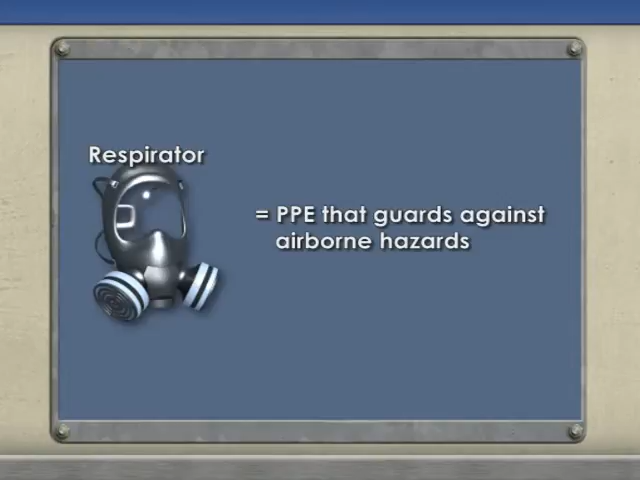 Respirator
= PPE that guards against
airborne hazards